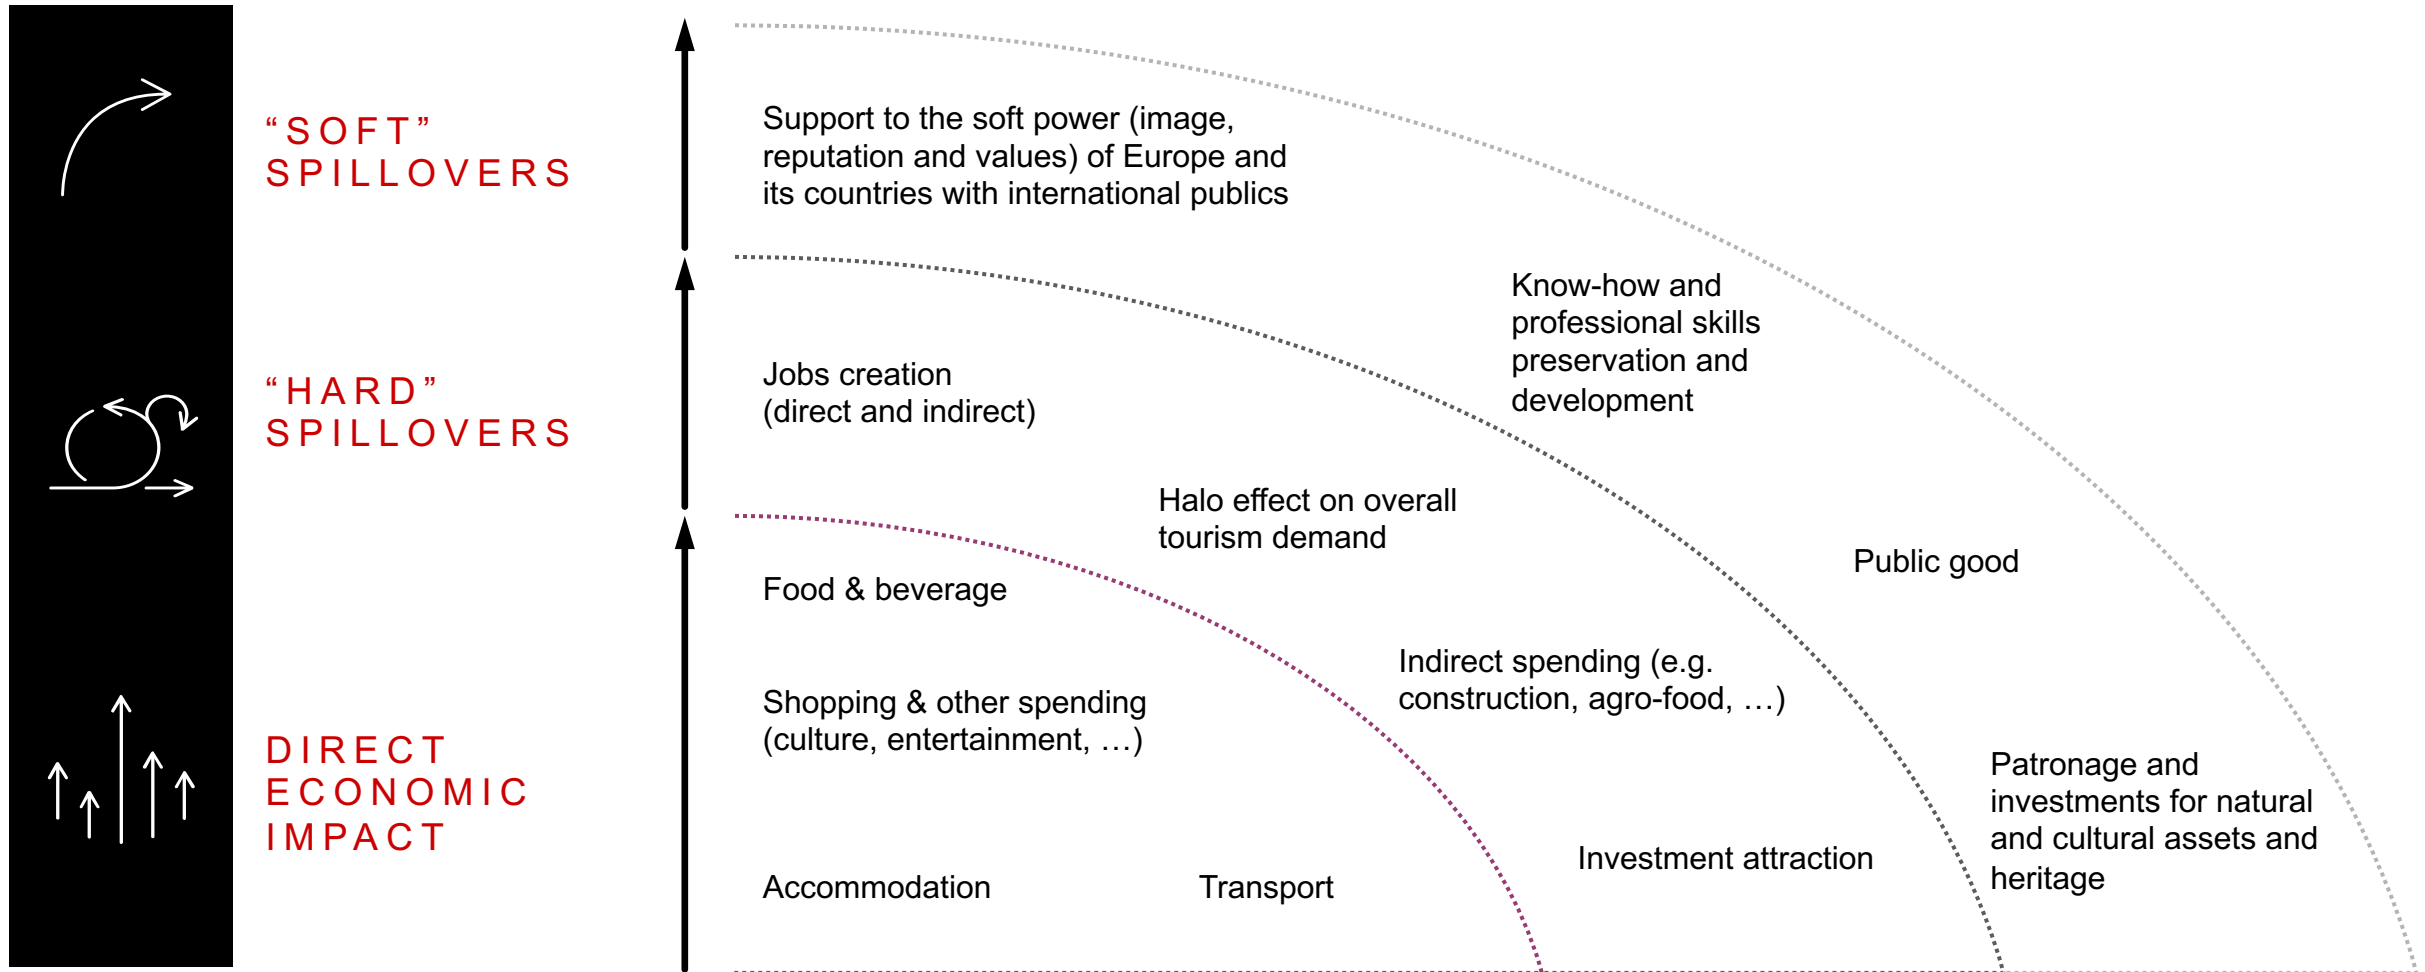 “SOFT”
SPILLOVERS
Support to the soft power (image,
reputation and values) of Europe and
its countries with international publics
Know-how and
professional skills
preservation and
development
“HARD”
SPILLOVERS
Jobs creation
(direct and indirect)
Halo effect on overall
tourism demand
Public good
Food & beverage
Indirect spending (e.g.
construction, agro-food, …)
Shopping & other spending
(culture, entertainment, …)
DIRECT
ECONOMIC
IMPACT
Patronage and
investments for natural
and cultural assets and
heritage
Investment attraction
Accommodation
Transport